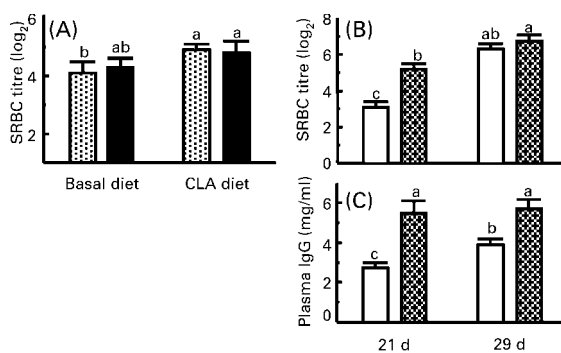 (A)
SRBC titre (log2)
6
4
2
b
ab
a
a
Basal diet
CLA diet
(B)
SRBC titre (log2)
8
6
4
2
0
c
b
ab
a
(C)
Plasma IgG (mg/ml)
6
4
2
0
c
a
b
a
21 d
29 d